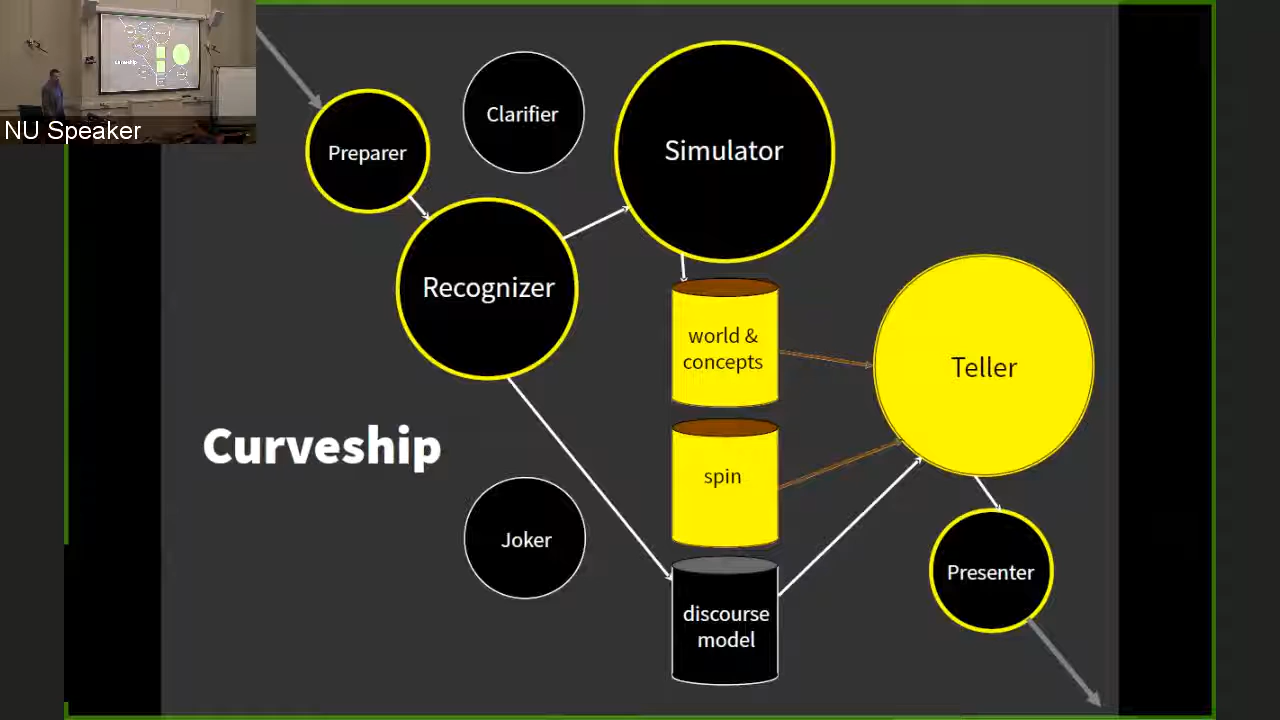 NU Speaker
Preparer
Clarifier
Simulator
Recognizer
world &
concepts
Teller
Curveship
spin
Joker
Presenter
discourse
model